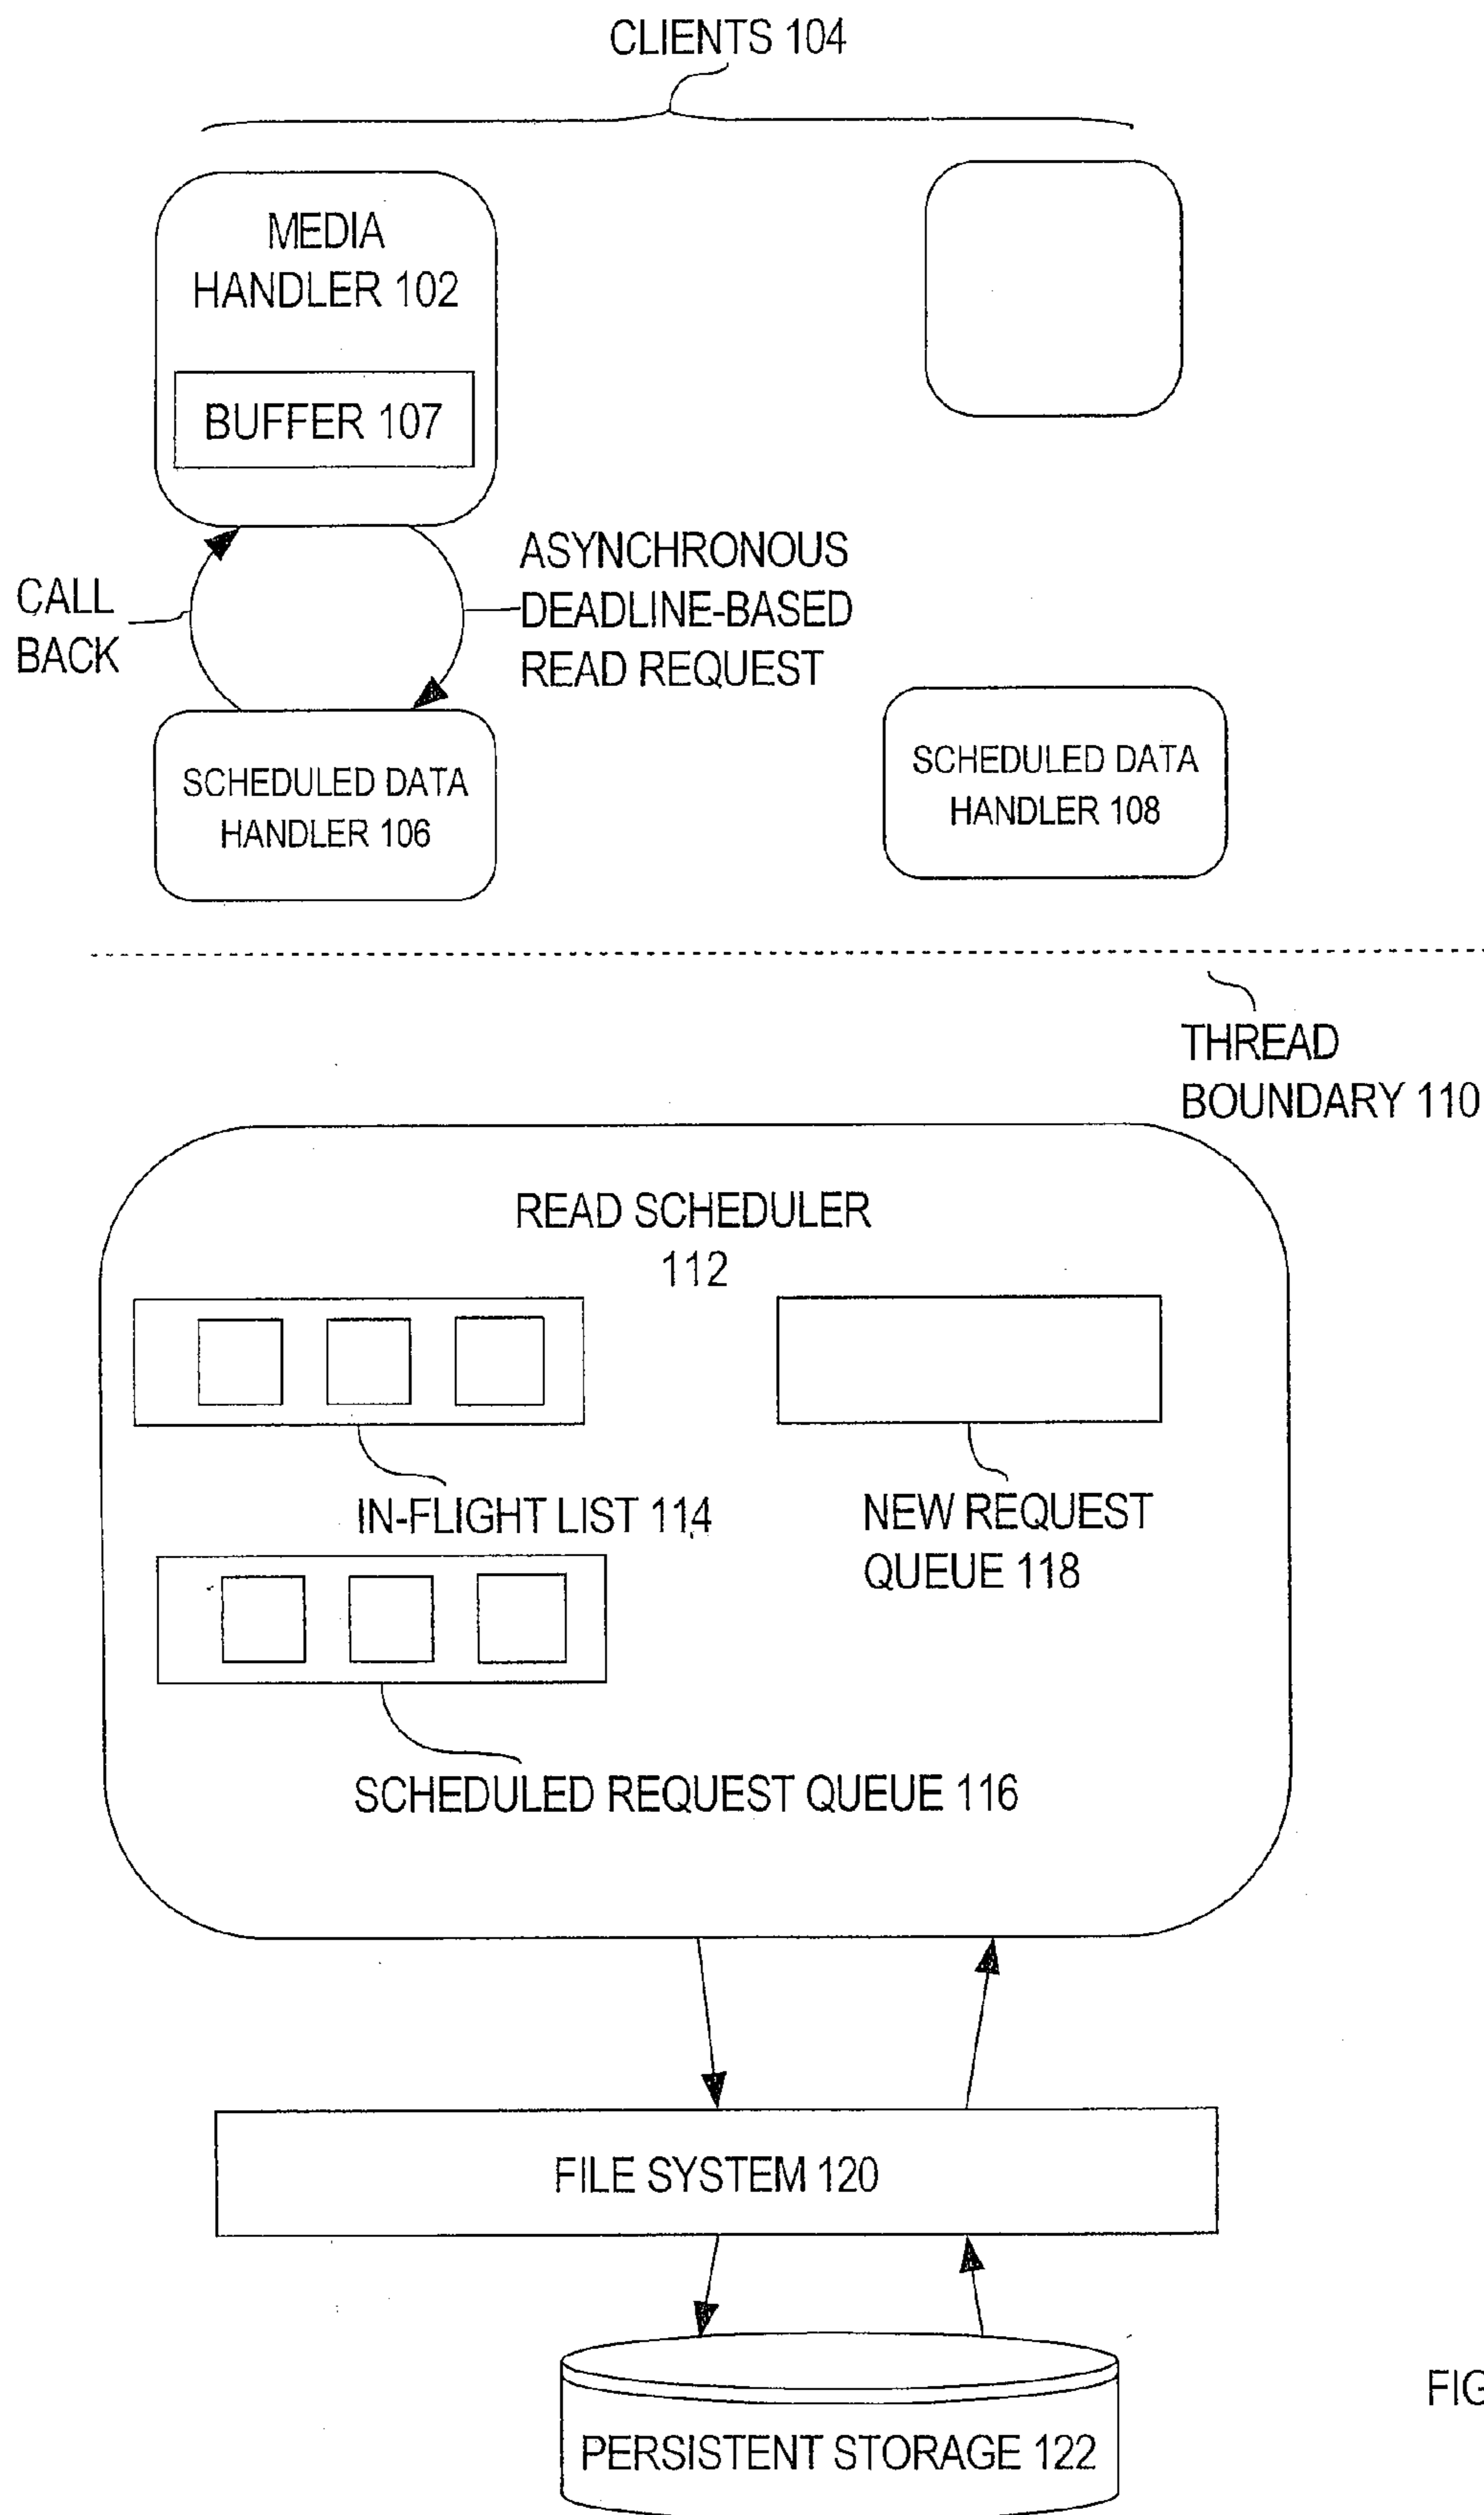 CLIENTS 104
MEDIA
HANDLER 102
BUFFER 107
CALL
BACK
ASYNCHRONOUS
DEADLINE-BASED
READ REQUEST
SCHEDULED DATA
HANDLER 106
SCHEDULED DATA
HANDLER 108
THREAD
BOUNDARY 110
READ SCHEDULER
112
IN-FLIGHT LIST 114
NEW REQUEST
QUEUE 118
SCHEDULED REQUEST QUEUE 116
FILE SYSTEM 120
PERSISTENT STORAGE 122
FIG